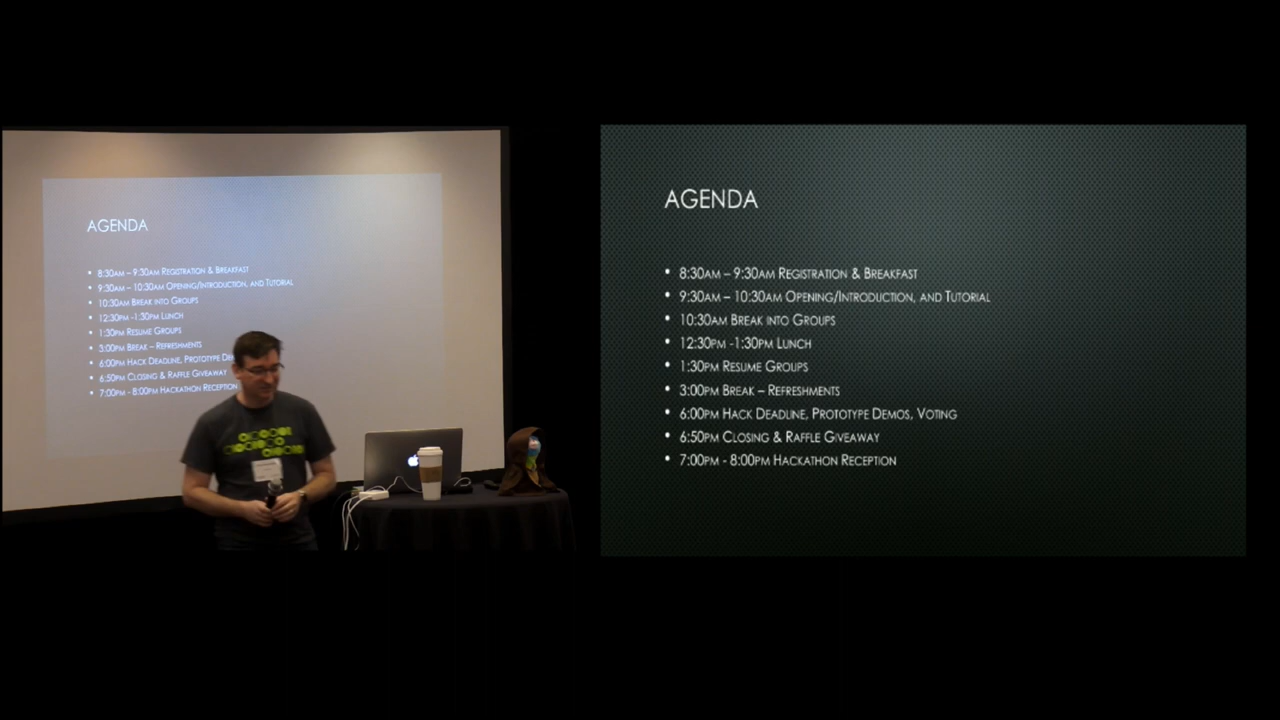 AGENDA
• 8:30AM – 9:30AM REGISTRATION & BREAKFAST
• 9:30AM – 10:30AM OPENING/INTRODUCTION, AND TUTORIAL
• 10:30AM BREAK INTO GROUPS
• 12:30PM -1:30PM LUNCH
• 1:30PM RESUME GROUPS
• 3:00PM BREAK – REFRESHMENTS
• 6:00PM HACK DEADLINE, PROTOTYPE DE
• 6:50PM CLOSING & RAFFLE GIVEAWAY
• 7:00PM - 8:00PM HACKATHON RECEPTION
AGENDA
• 8:30AM – 9:30AM REGISTRATION & BREAKFAST
• 9:30AM – 10:30AM OPENING/INTRODUCTION, AND TUTORIAL
• 10:30AM BREAK INTO GROUPS
• 12:30PM -1:30PM LUNCH
• 1:30PM RESUME GROUPS
• 3:00PM BREAK – REFRESHMENTS
• 6:00PM HACK DEADLINE, PROTOTYPE DEMOS, VOTING
• 6:50PM CLOSING & RAFFLE GIVEAWAY
• 7:00PM - 8:00PM HACKATHON RECEPTION